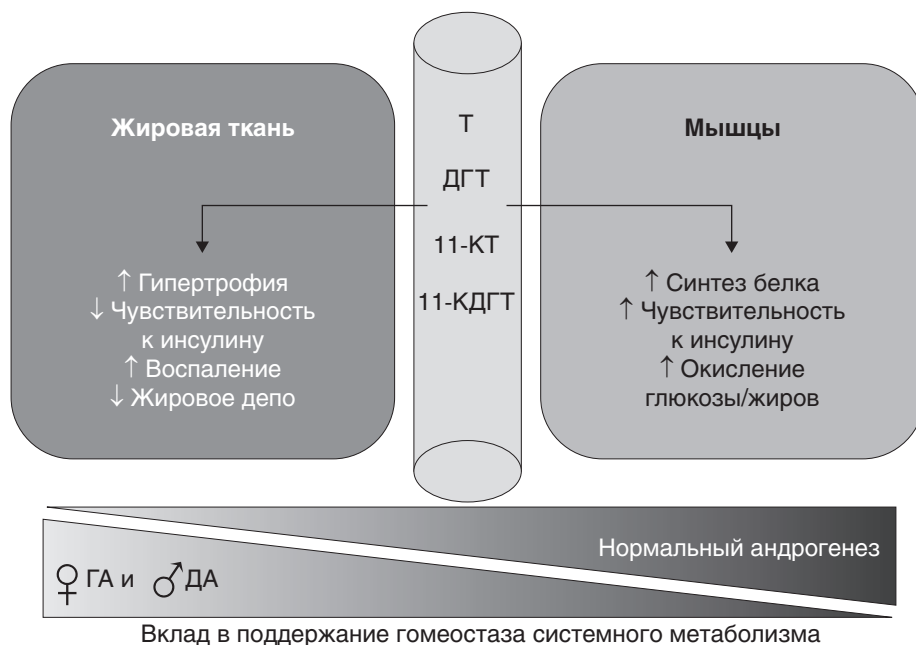 Жировая ткань
↑ Гипертрофия
↓ Чувствительность
к инсулину
↑ Воспаление
↓ Жировое депо
Т
ДГТ
11-КТ
11-КДГТ
Мышцы
↑ Синтез белка
↑ Чувствительность
к инсулину
↑ Окисление
глюкозы/жиров
Нормальный андрогенез
♀ ГА и ♂ ДА
Вклад в поддержание гомеостаза системного метаболизма